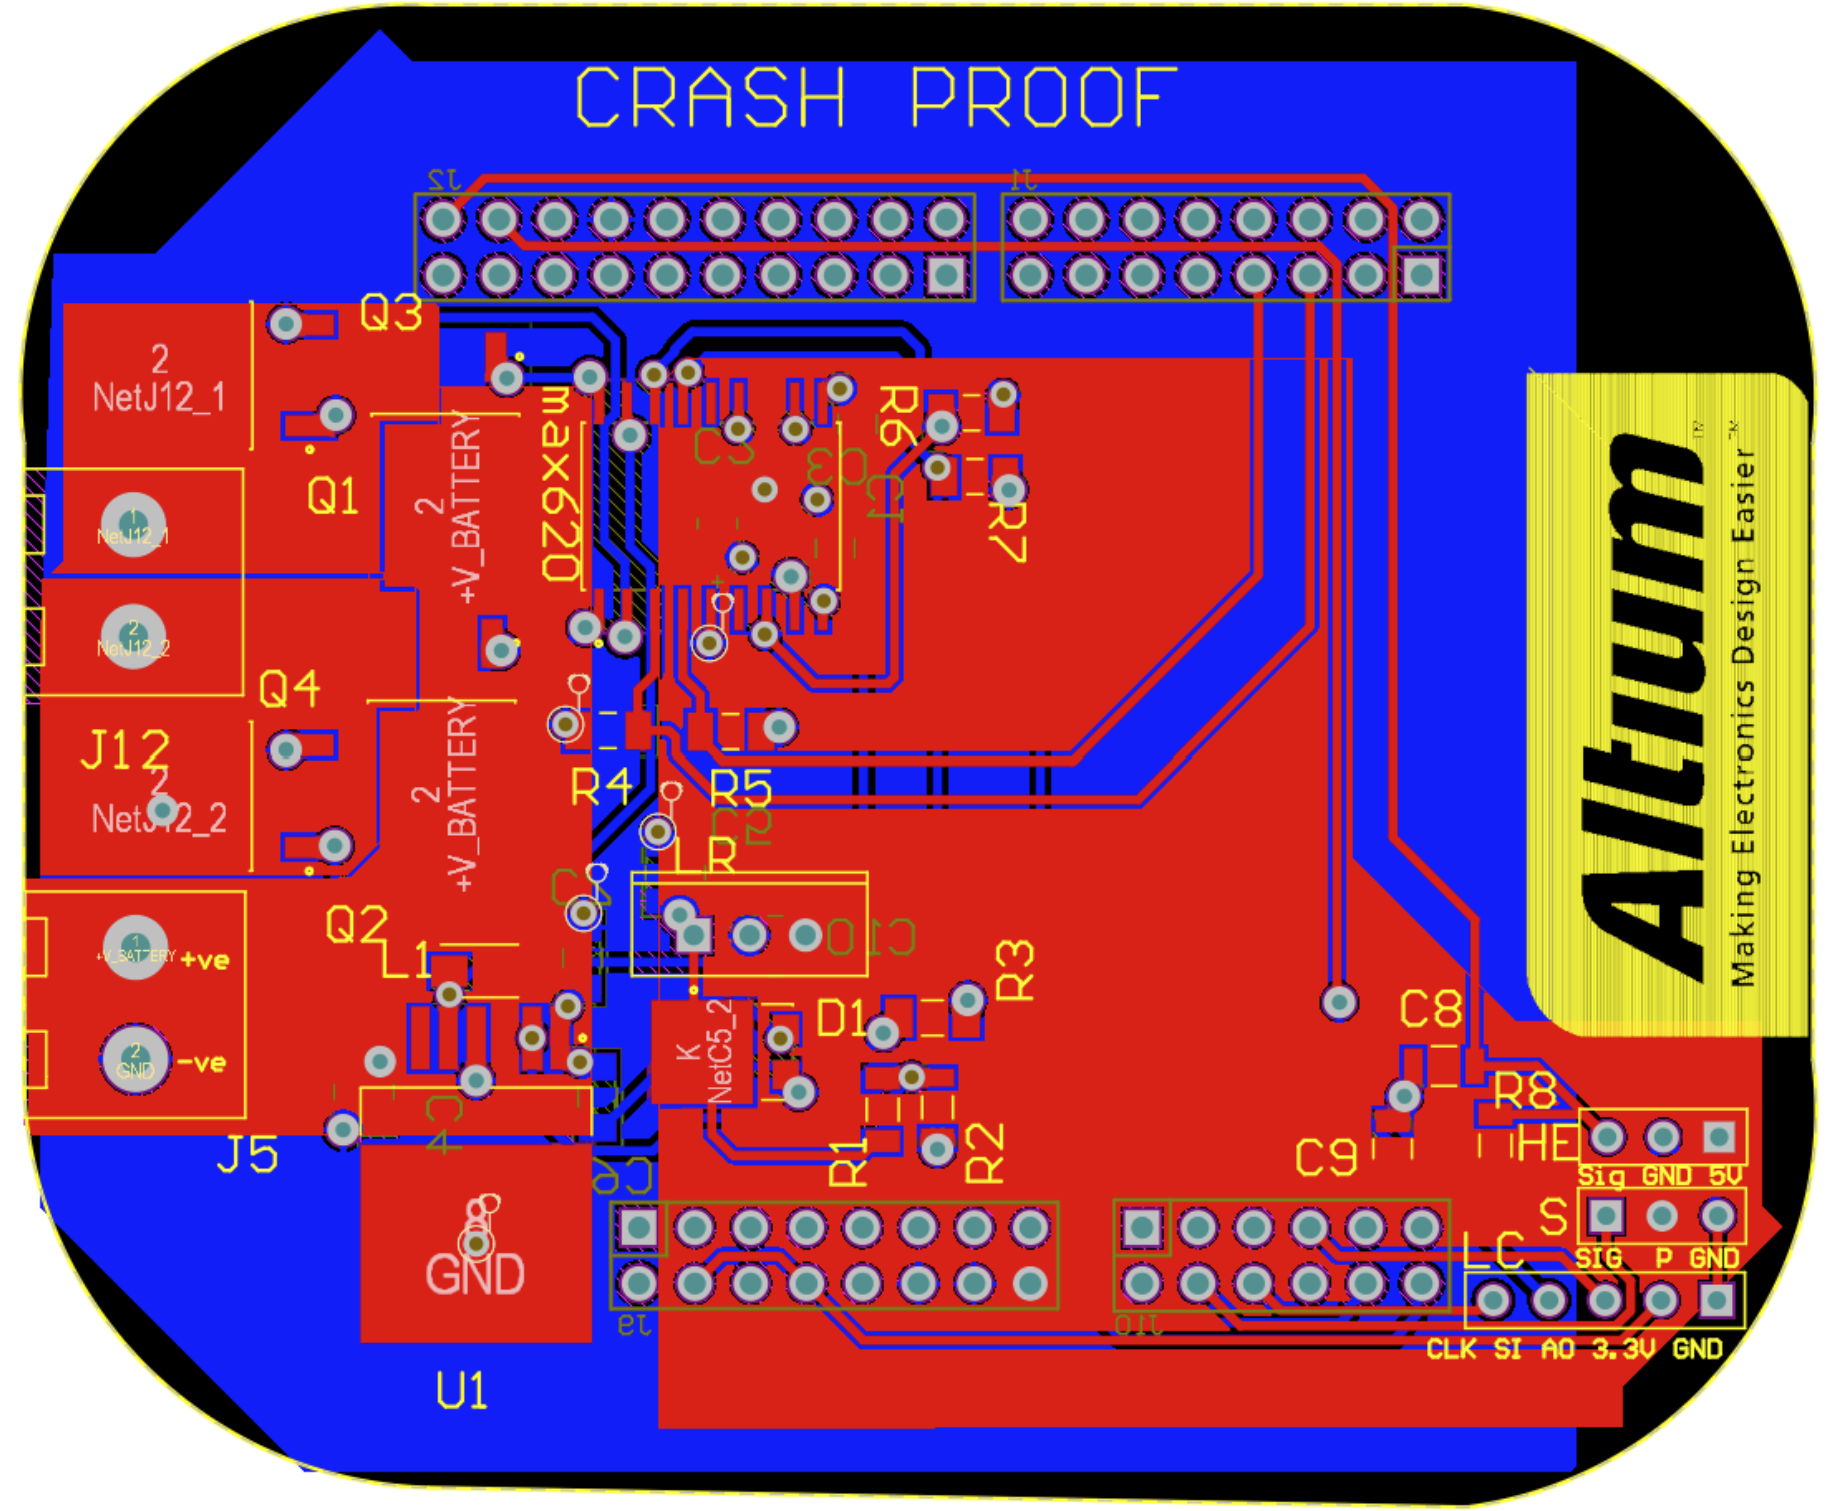 CRASH PROOF
J2
J1
Q3
2
NetJ12_1
max620
R6
C2
C3
C1
Q1
2
+V_BATTERY
R7
1
NetJ12_1
2
NetJ12_2
Altium
Making Electronics Design Easier
Q4
J12
2
NetJ12_2
2
+V_BATTERY
R4
R5
LR
Q2
L1
C10
1
+V_BATTERY
+ve
2
GND
-ve
R3
D1
K
NetC5_2
C8
R8
C4
R1
R2
C9
HE
J5
C6
Sig GND 5V
S
SIG P GND
LC
8
GND
J9
J10
CLK SI AO 3.3V GND
U1